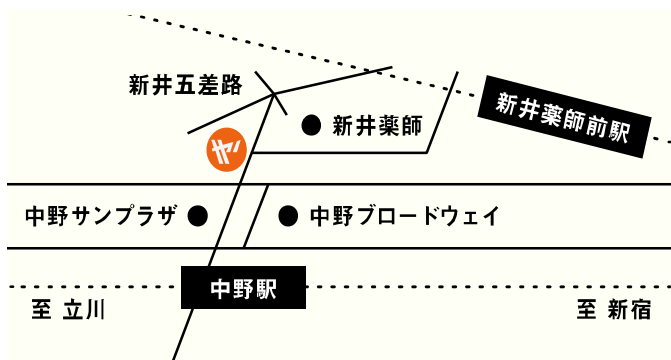 新井五差路
新井薬師
新井薬師前駅
中野サンプラザ
中野ブロードウェイ
中野駅
至 立川
至 新宿